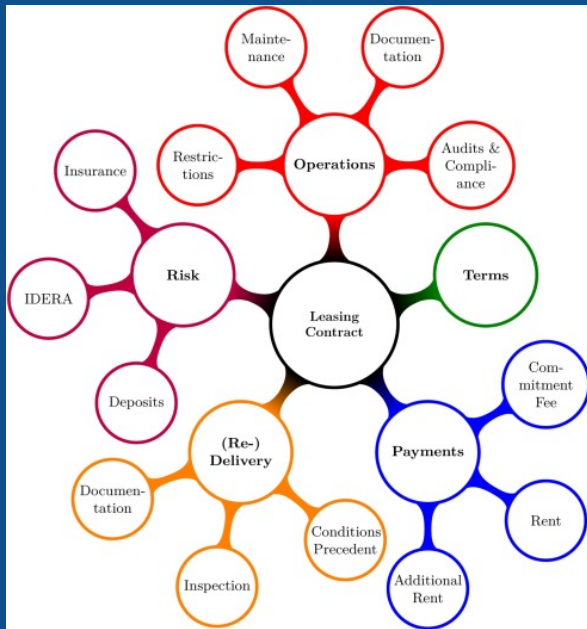 Mainte-
nance
Documen-
tation
Restric-
tions
Operations
Audits &
Compli-
ance
Insurance
Risk
Terms
IDERA
Leasing
Contract
Deposits
Com-
mitment
Fee
(Re-)
Delivery
Payments
Documen-
tation
Conditions
Precedent
Rent
Inspection
Additional
Rent